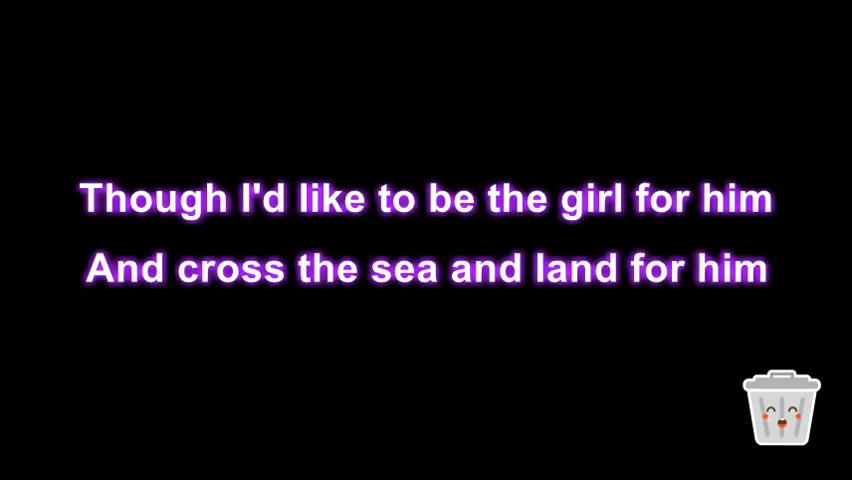 Though I'd like to be the girl for him
And cross the sea and land for him